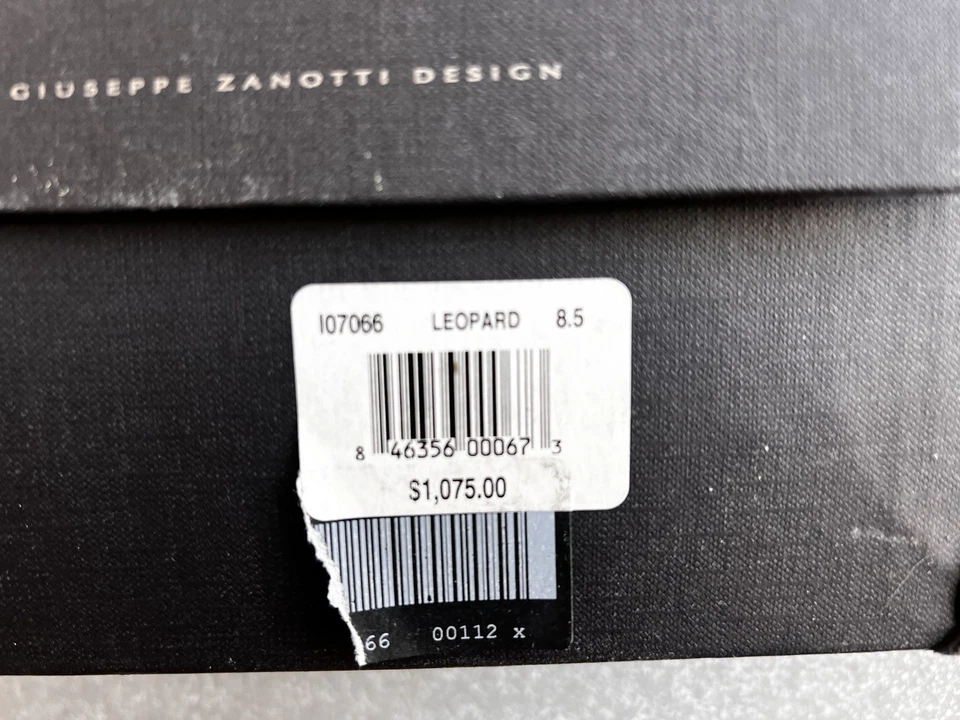 GIUSEPPE ZANOTTI DESIGN
I07066 LEOPARD 8.5
8 46356 00067 3
$1,075.00
66 00112 x